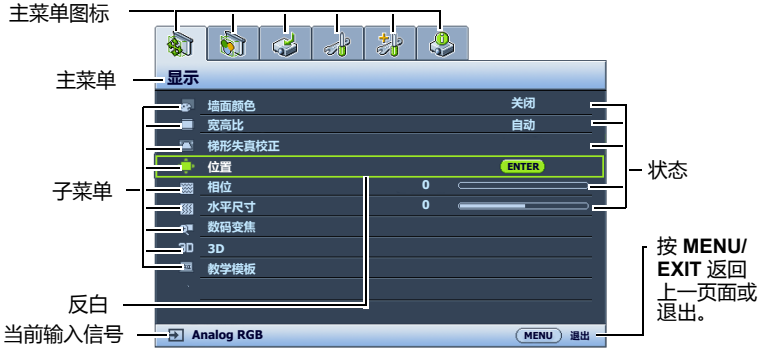 主菜单图标
主菜单
显示
墙面颜色 关闭
宽高比 自动
梯形失真校正
位置 ENTER
状态
子菜单
相位 0
水平尺寸 0
数码变焦
3D 3D
教学模板
按 MENU/
EXIT 返回
上一页面或
退出。
反白
当前输入信号
Analog RGB MENU 退出